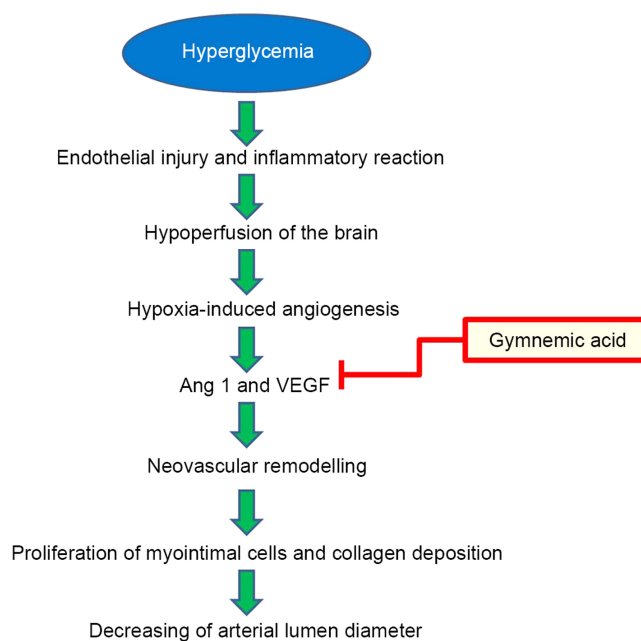 Hyperglycemia
Endothelial injury and inflammatory reaction
Hypoperfusion of the brain
Hypoxia-induced angiogenesis
Gymnemic acid
Ang 1 and VEGF
Neovascular remodelling
Proliferation of myointimal cells and collagen deposition
Decreasing of arterial lumen diameter